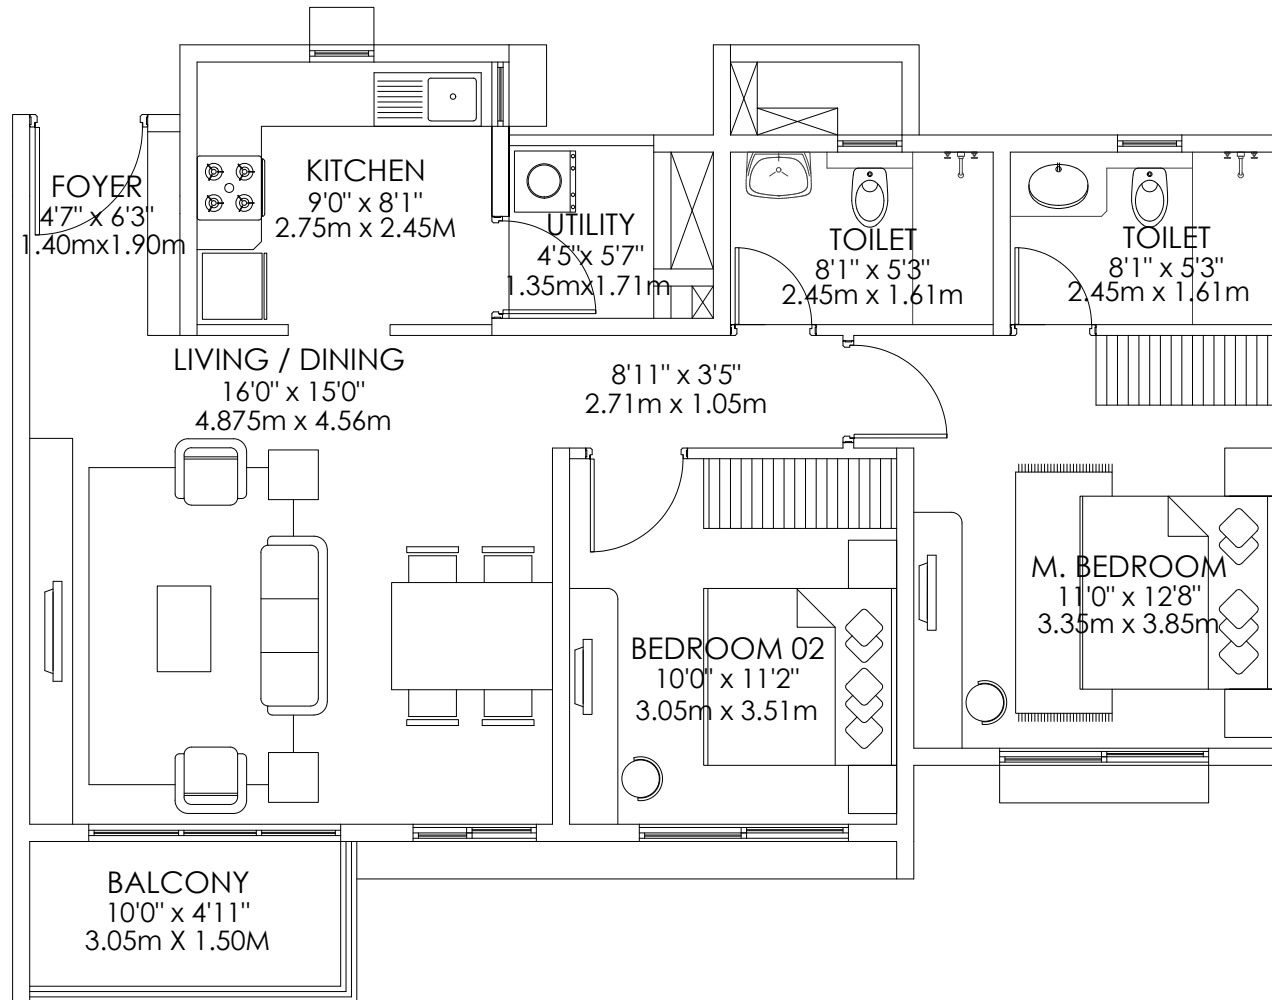 FOYER
4'7" x 6'3"
1.40mx1.90m
KITCHEN
9'0" x 8'1"
2.75m x 2.45M
UTILITY
4'5"x 5'7"
1.35mx1.71m
TOILET
8'1" x 5'3"
2.45m x 1.61m
TOILET
8'1" x 5'3"
2.45m x 1.61m
LIVING / DINING
16'0" x 15'0"
4.875m x 4.56m
8'11" x 3'5"
2.71m x 1.05m
M. BEDROOM
11'0" x 12'8"
3.35m x 3.85m
BEDROOM 02
10'0" x 11'2"
3.05m x 3.51m
BALCONY
10'0" x 4'11"
3.05m X 1.50M